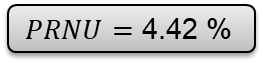 PRNU = 4.42 %